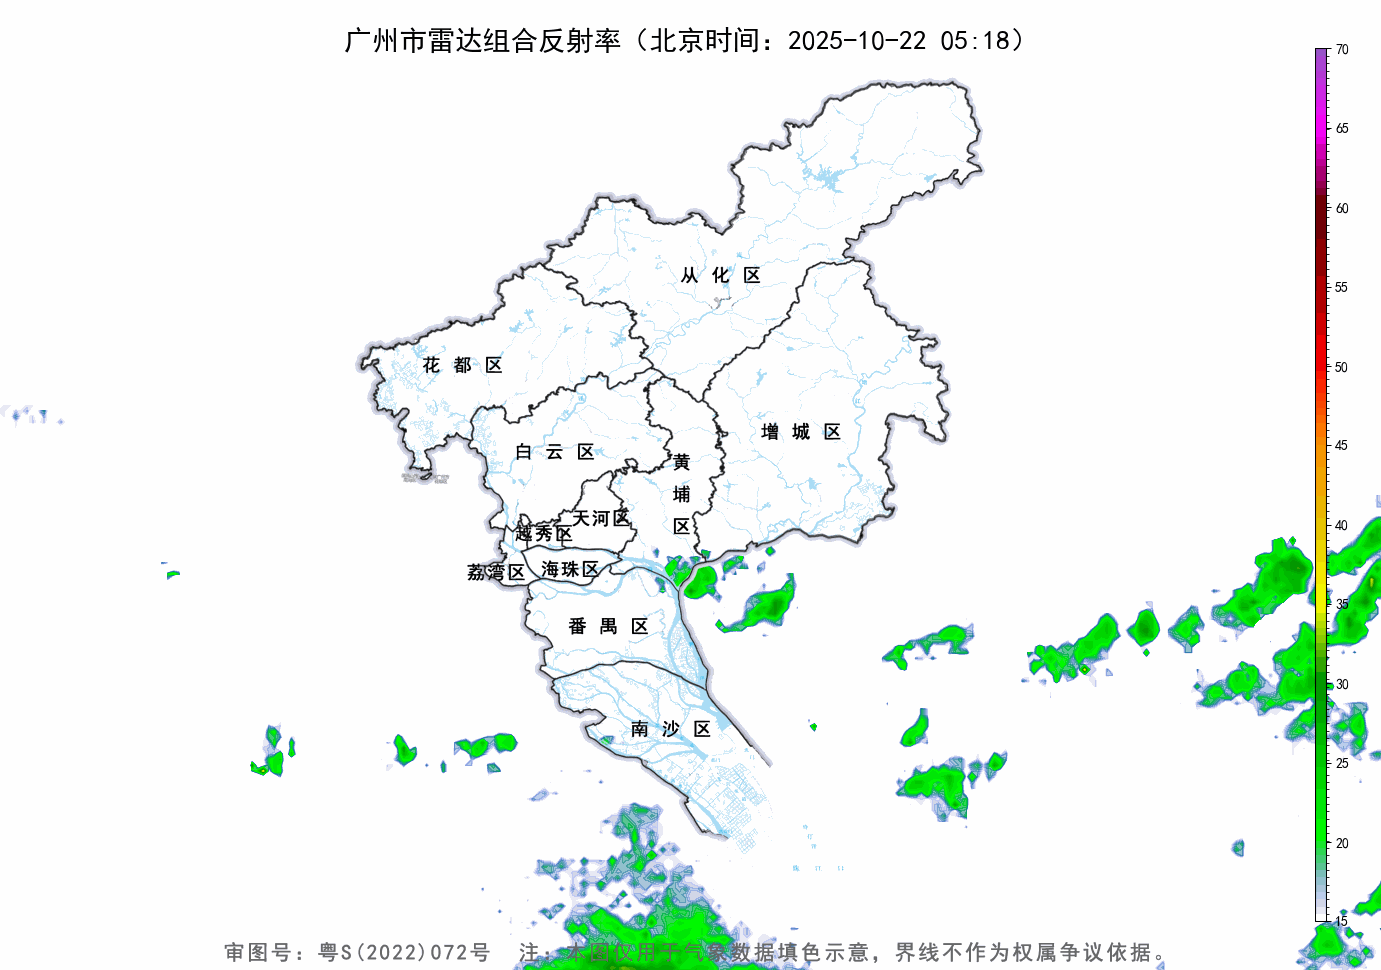 广州市雷达组合反射率（北京时间：2025-10-22 05:18）
70
65
60
55
50
45
40
35
30
25
20
15
从化区
花都区
增城区
白云区
黄埔区
天河区
越秀区
荔湾区
海珠区
番禺区
南沙区
审图号：粤S(2022)072号 注：本图仅用于气象数据填色示意，界线不作为权属争议依据。